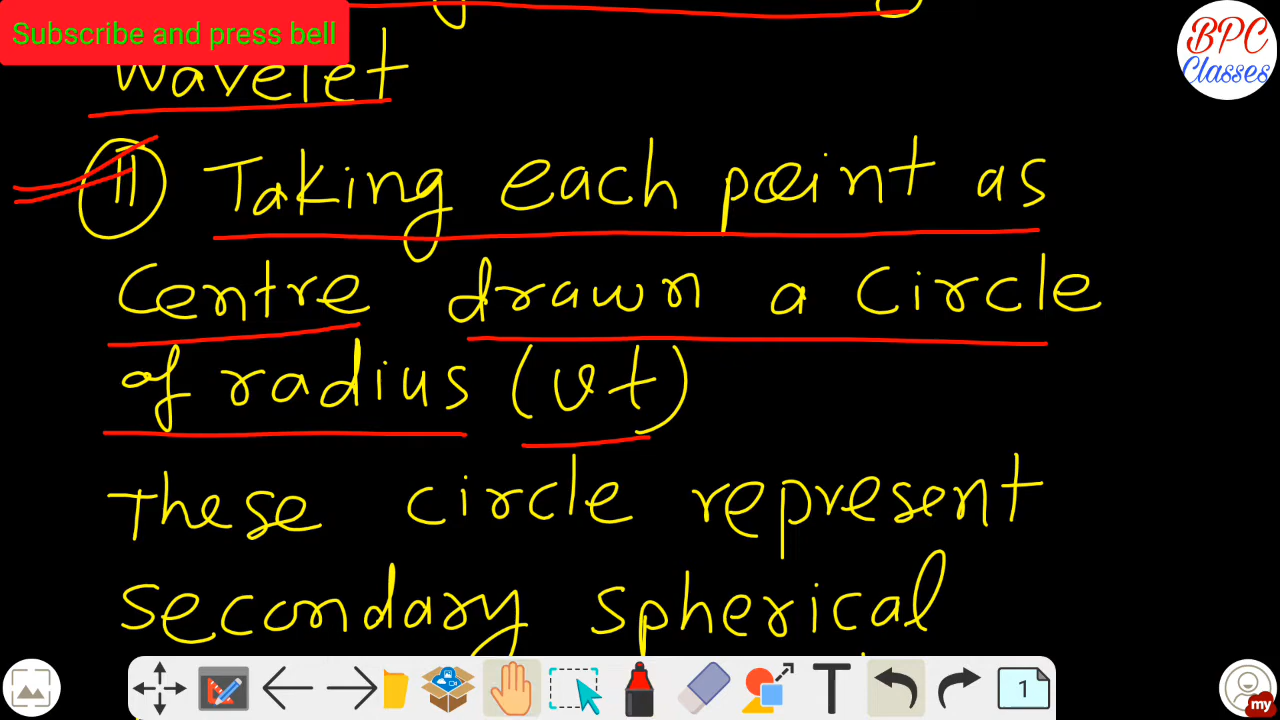 Subscribe and press bell
BPC
Classes
wavelet
II Taking each point as
Centre drawn a Circle
of radius (vt)
These circle represent
secondary spherical
1
my